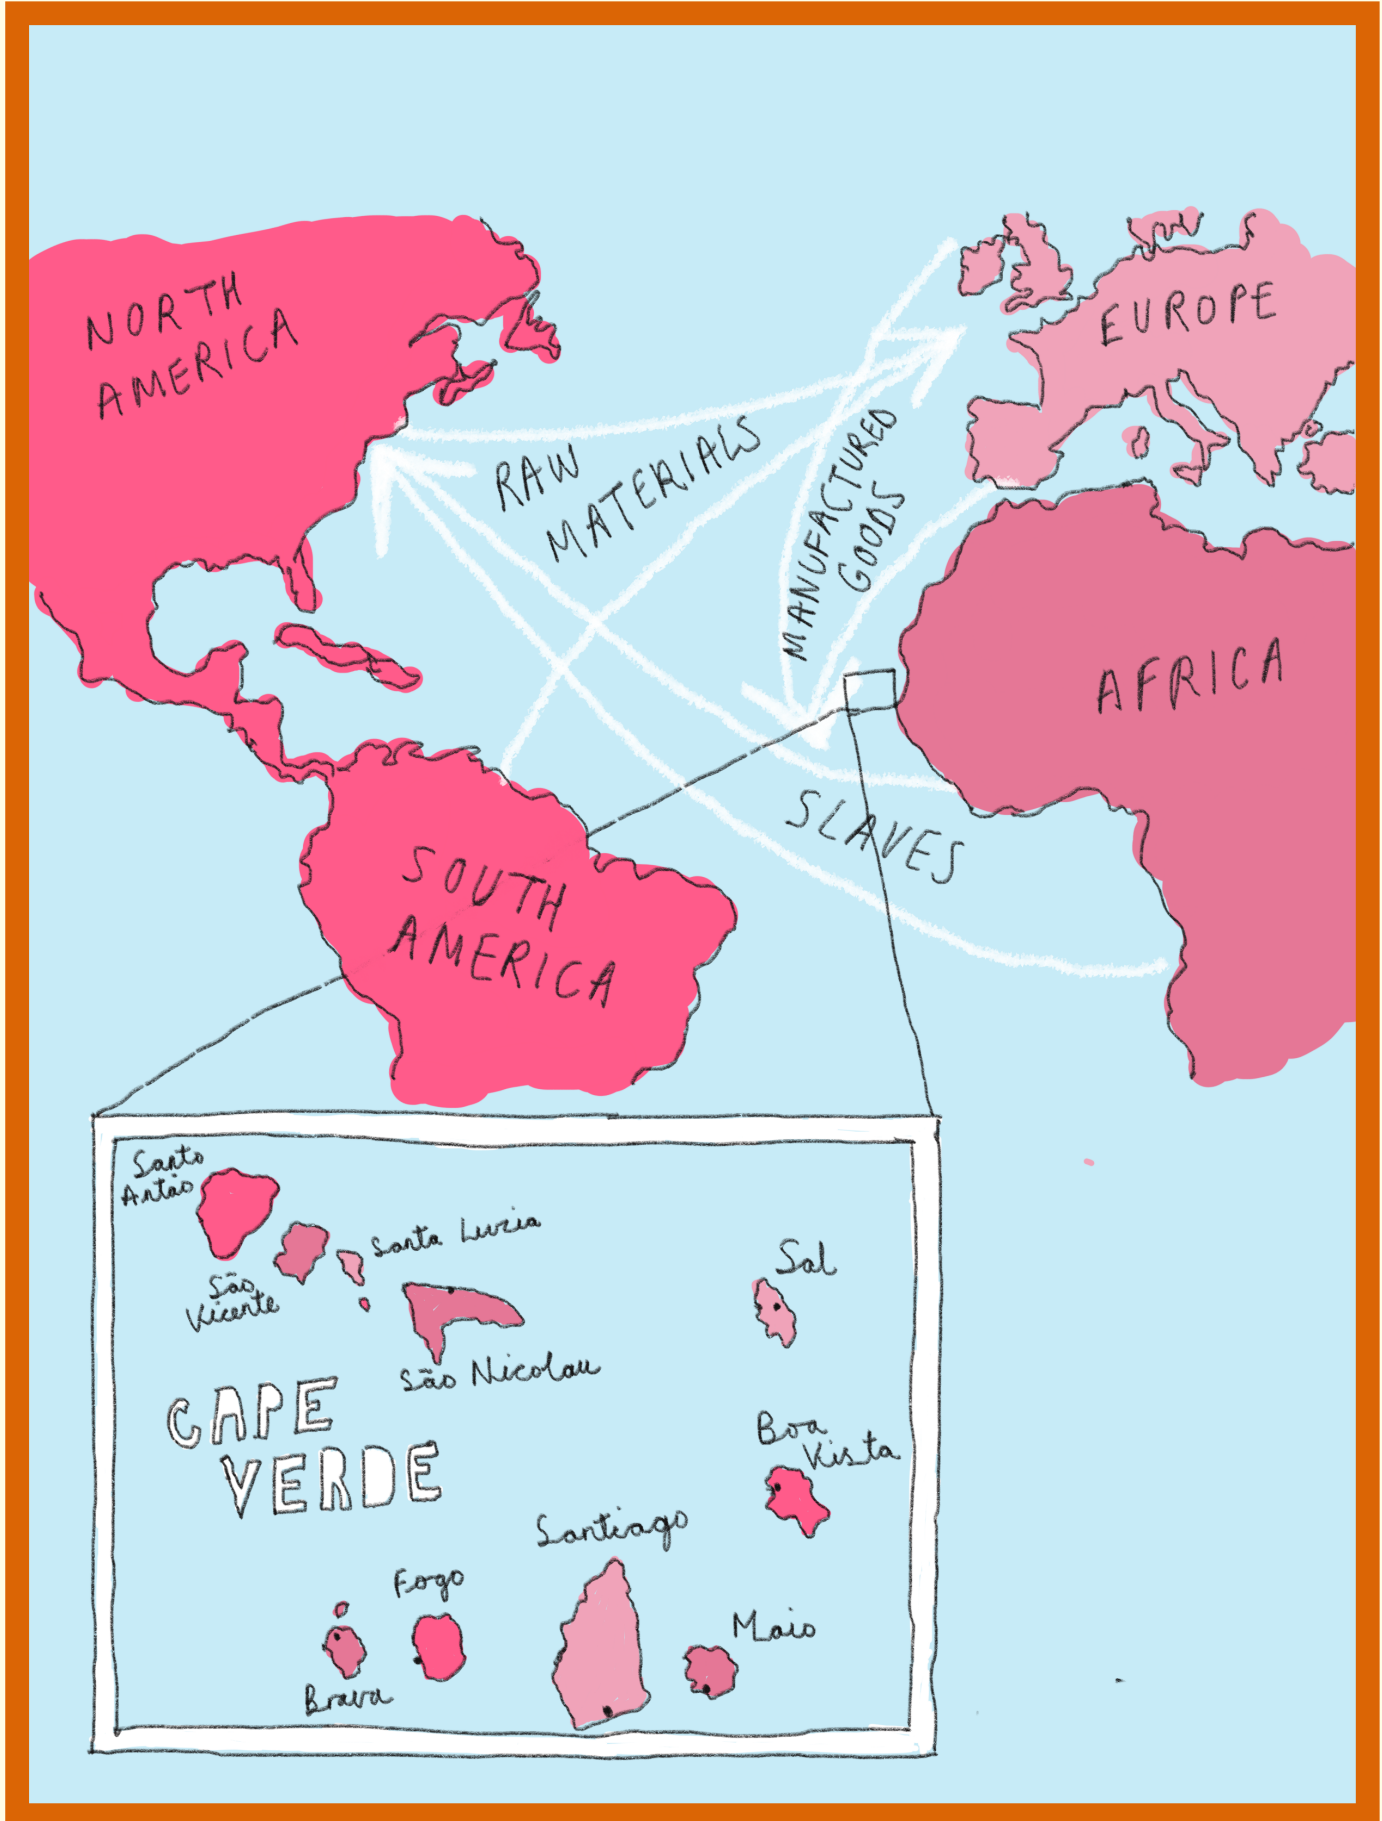 NORTH
AMERICA
EUROPE
RAW
MATERIALS
MANUFACTURED
GOODS
AFRICA
SLAVES
SOUTH
AMERICA
Santo
Antão
São
Vicente
Santa Luzia
São Nicolau
Sal
Boa
Vista
CAPE
VERDE
Santiago
Fogo
Maio
Brava